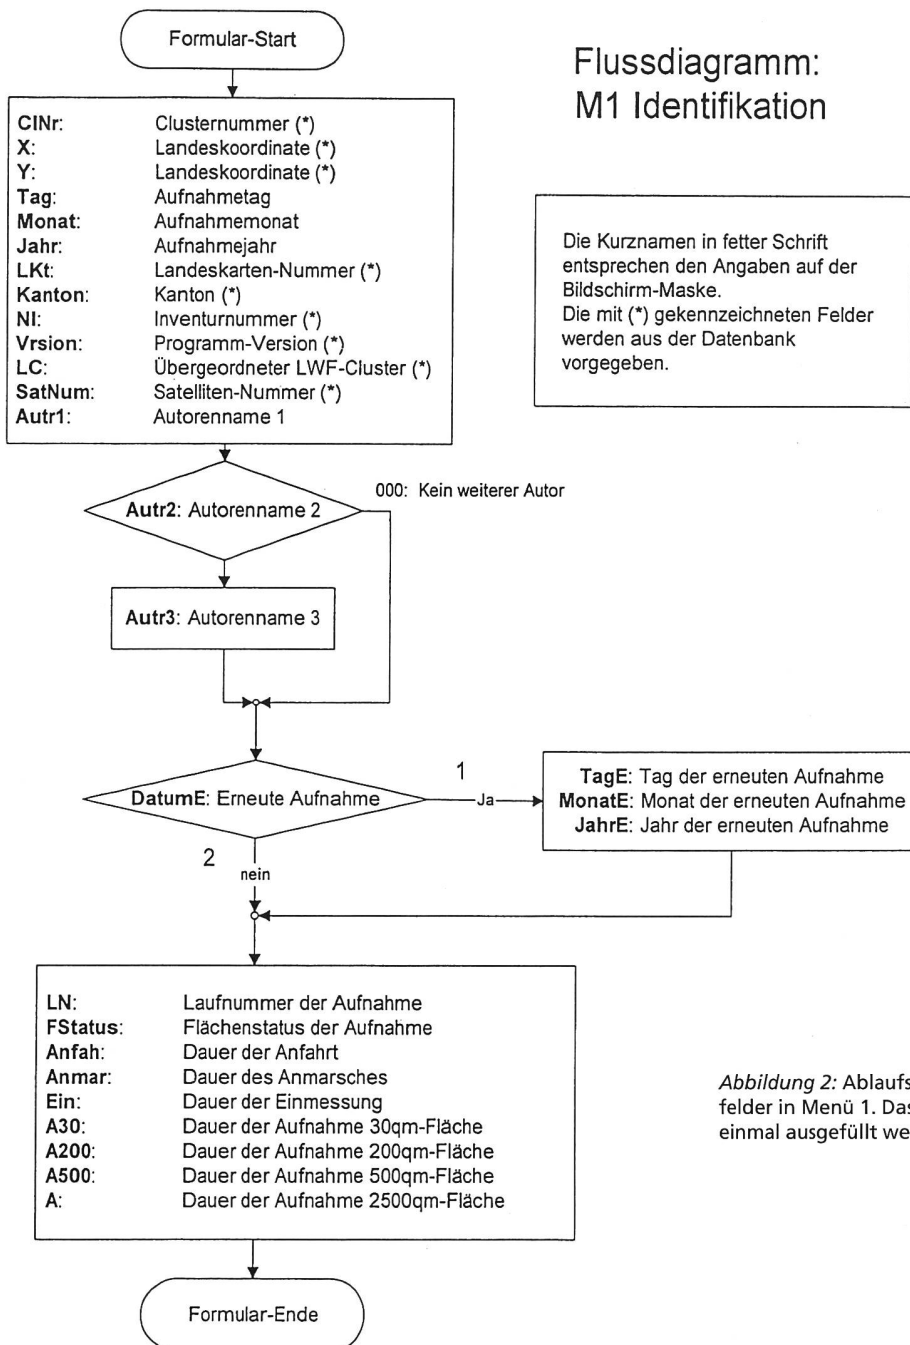 Formular-Start
Flussdiagramm:
M1 Identifikation
ClNr: Clusternummer (*)
X: Landeskoordinate (*)
Y: Landeskoordinate (*)
Tag: Aufnahmetag
Monat: Aufnahmemonat
Jahr: Aufnahmejahr
LKt: Landeskarten-Nummer (*)
Kanton: Kanton (*)
NI: Inventurnummer (*)
Vrsion: Programm-Version (*)
LC: Übergeordneter LWF-Cluster (*)
SatNum: Satelliten-Nummer (*)
Autr1: Autorenname 1
Die Kurznamen in fetter Schrift
entsprechen den Angaben auf der
Bildschirm-Maske.
Die mit (*) gekennzeichneten Felder
werden aus der Datenbank
vorgegeben.
Autr2: Autorenname 2
000: Kein weiterer Autor
Autr3: Autorenname 3
DatumE: Erneute Aufnahme
1
Ja
TagE: Tag der erneuten Aufnahme
MonatE: Monat der erneuten Aufnahme
JahrE: Jahr der erneuten Aufnahme
2
nein
LN: Laufnummer der Aufnahme
FStatus: Flächenstatus der Aufnahme
Anfah: Dauer der Anfahrt
Anmar: Dauer des Anmarsches
Ein: Dauer der Einmessung
A30: Dauer der Aufnahme 30qm-Fläche
A200: Dauer der Aufnahme 200qm-Fläche
A500: Dauer der Aufnahme 500qm-Fläche
A: Dauer der Aufnahme 2500qm-Fläche
Abbildung 2: Ablaufs
felder in Menü 1. Das
einmal ausgefüllt we
Formular-Ende